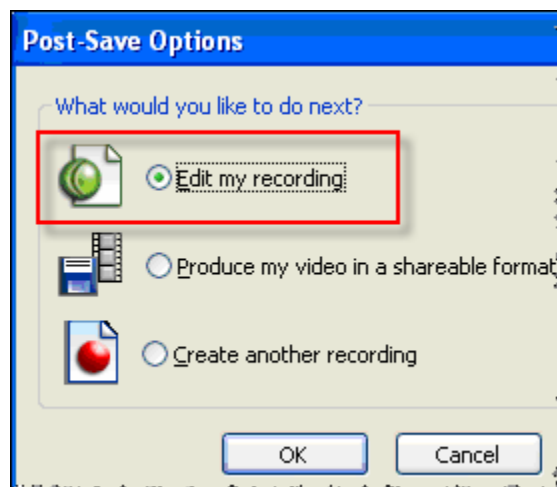 Post-Save Options
What would you like to do next?
Edit my recording
Produce my video in a shareable format
Create another recording
OK
Cancel